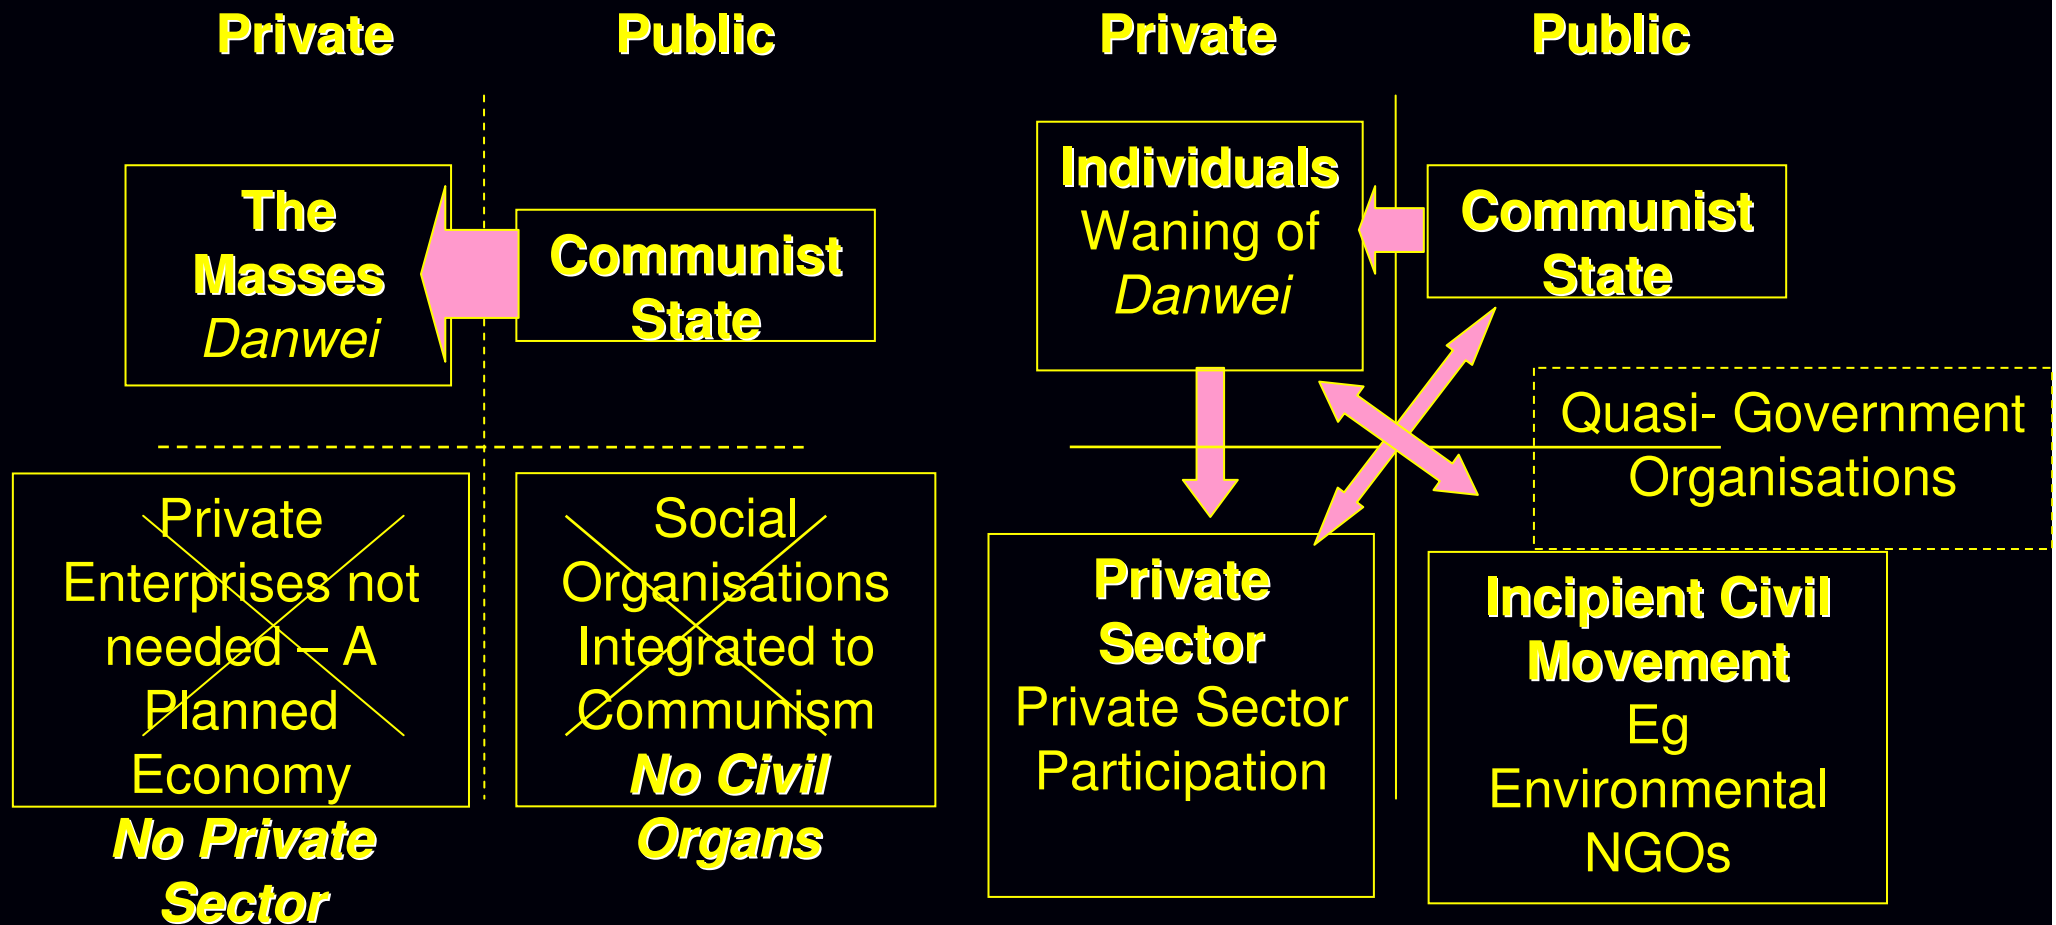 Private
Public
The
Masses
Danwei
Communist
State
Private
Enterprises not
needed – A
Planned
Economy
No Private
Sector
Social
Organisations
Integrated to
Communism
No Civil
Organs
Private
Public
Individuals
Waning of
Danwei
Communist
State
Quasi- Government
Organisations
Private
Sector
Private Sector
Participation
Incipient Civil
Movement
Eg
Environmental
NGOs